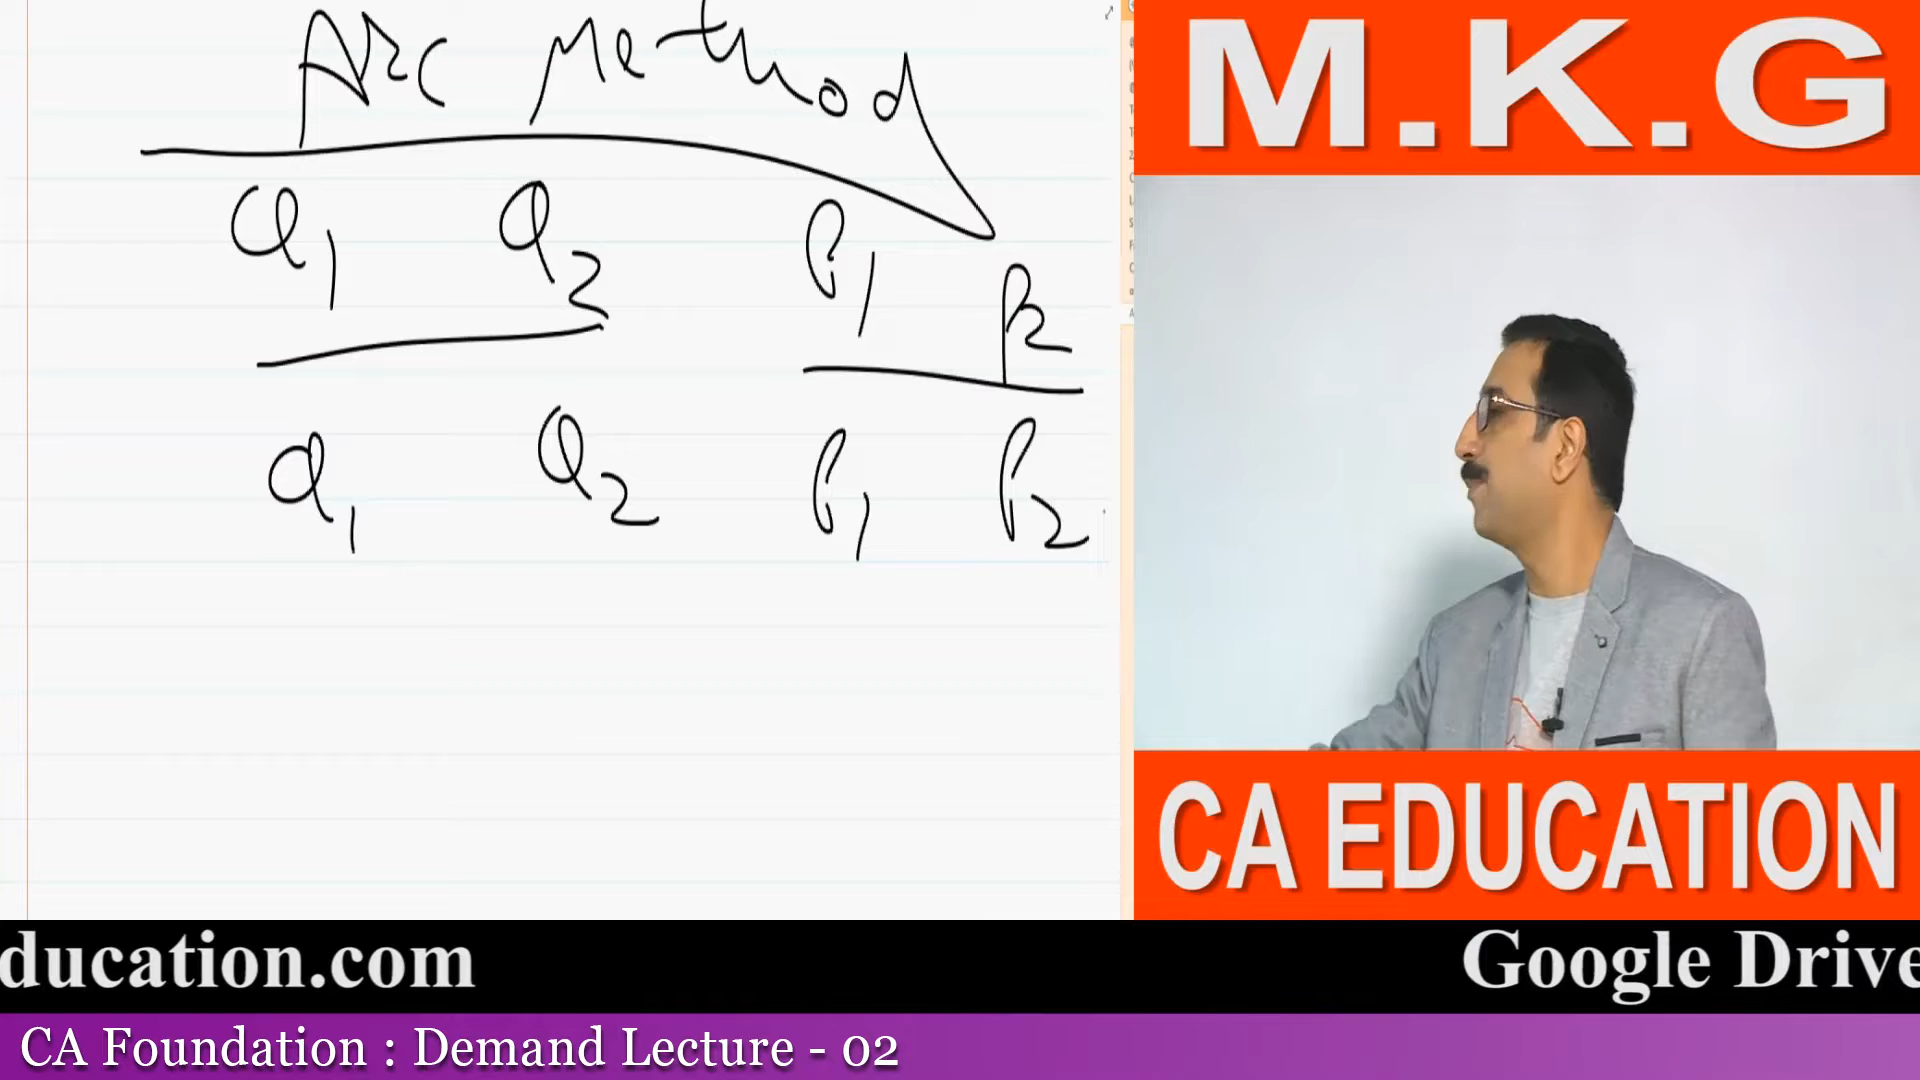 Arc Method
Q1 Q2 P1 P2
Q1 Q2 P1 P2
M.K.G
CA EDUCATION
ducation.com Google Drive
CA Foundation : Demand Lecture - 02